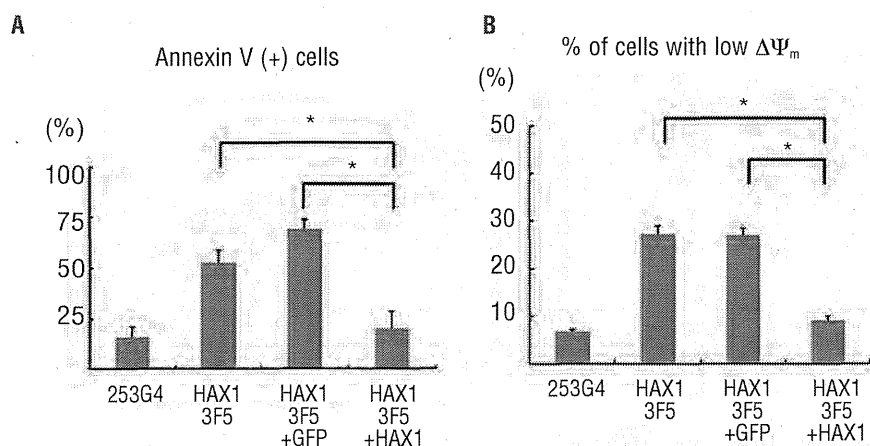 A
Annexin V (+) cells
(%)
100
75
50
25
*
*
253G4
HAX1
3F5
HAX1
3F5
+GFP
HAX1
3F5
+HAX1
B
% of cells with low ΔΨm
(%)
50
40
30
20
10
*
*
253G4
HAX1
3F5
HAX1
3F5
+GFP
HAX1
3F5
+HAX1